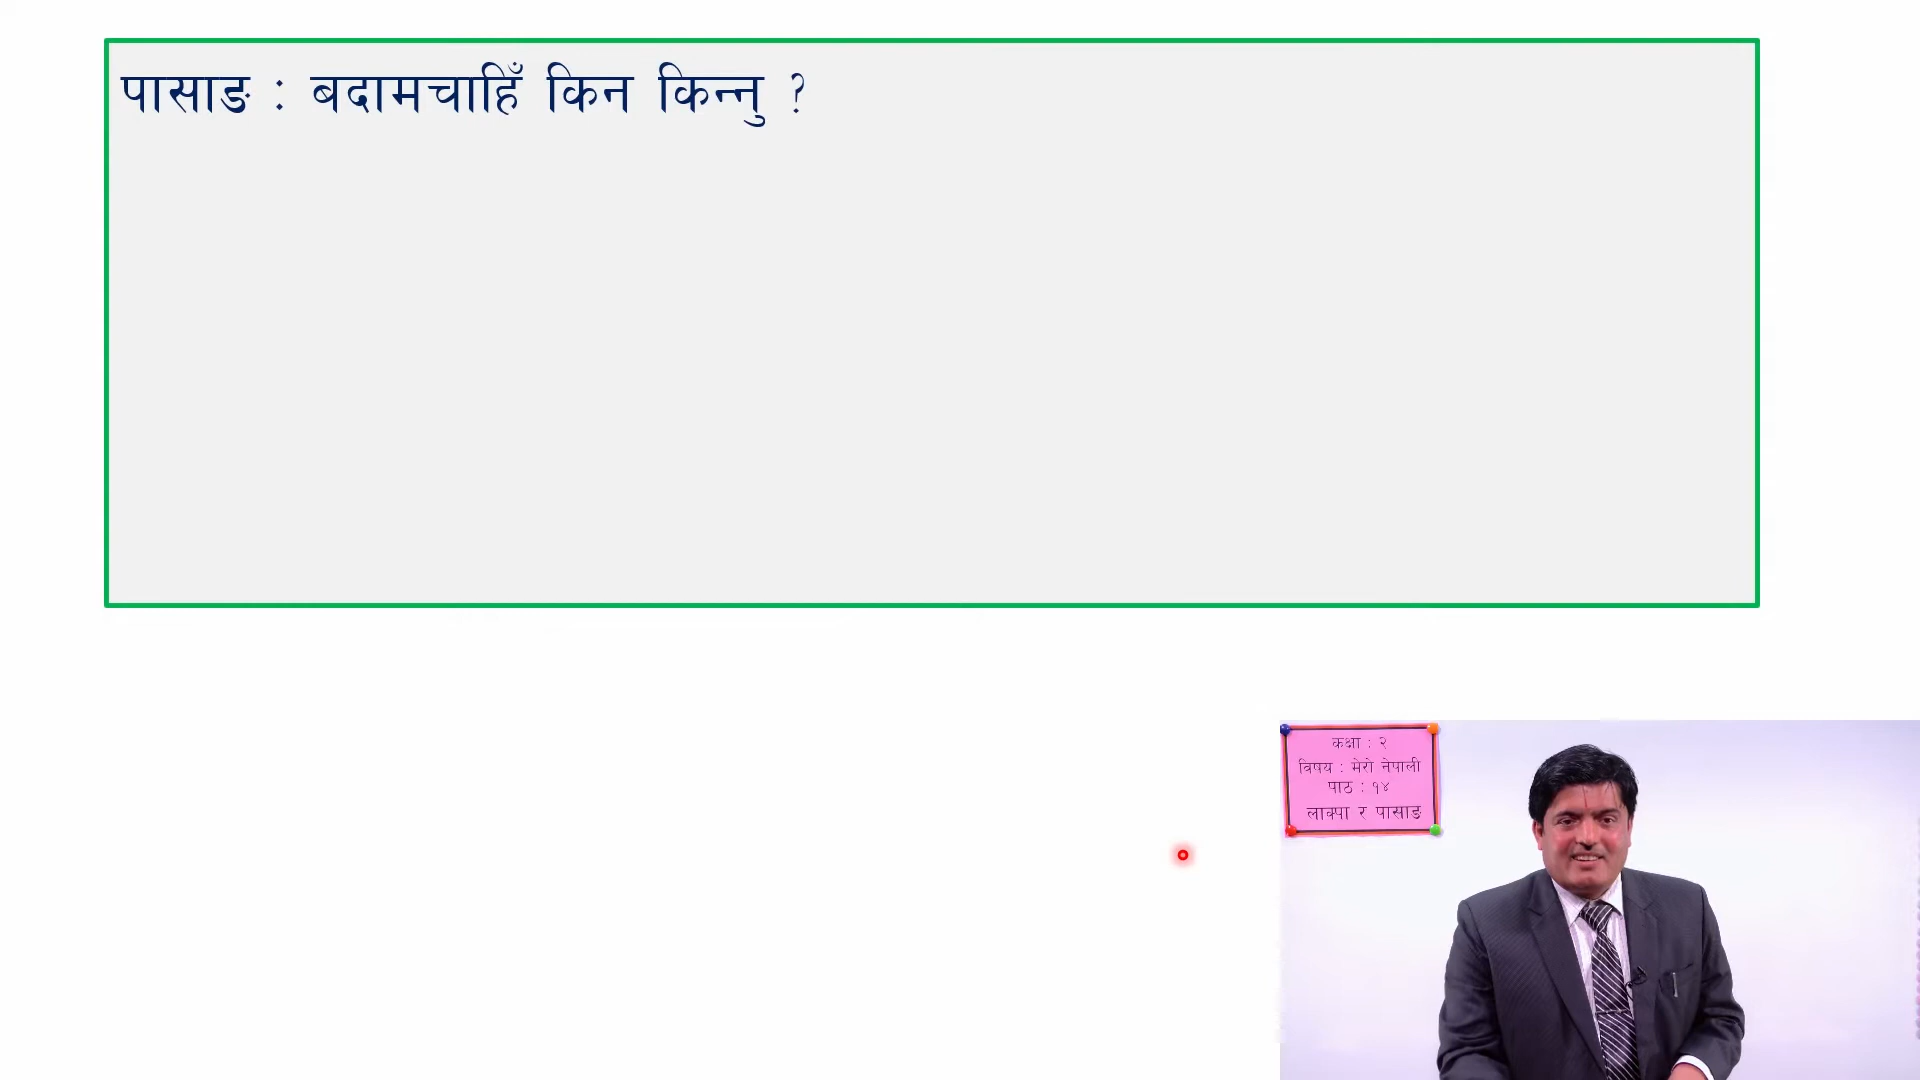 पासाङ : बदामचाहिँ किन किन्नु ?
कक्षा : २
विषय : मेरो नेपाली
पाठ : १४
लाक्पा र पासाङ